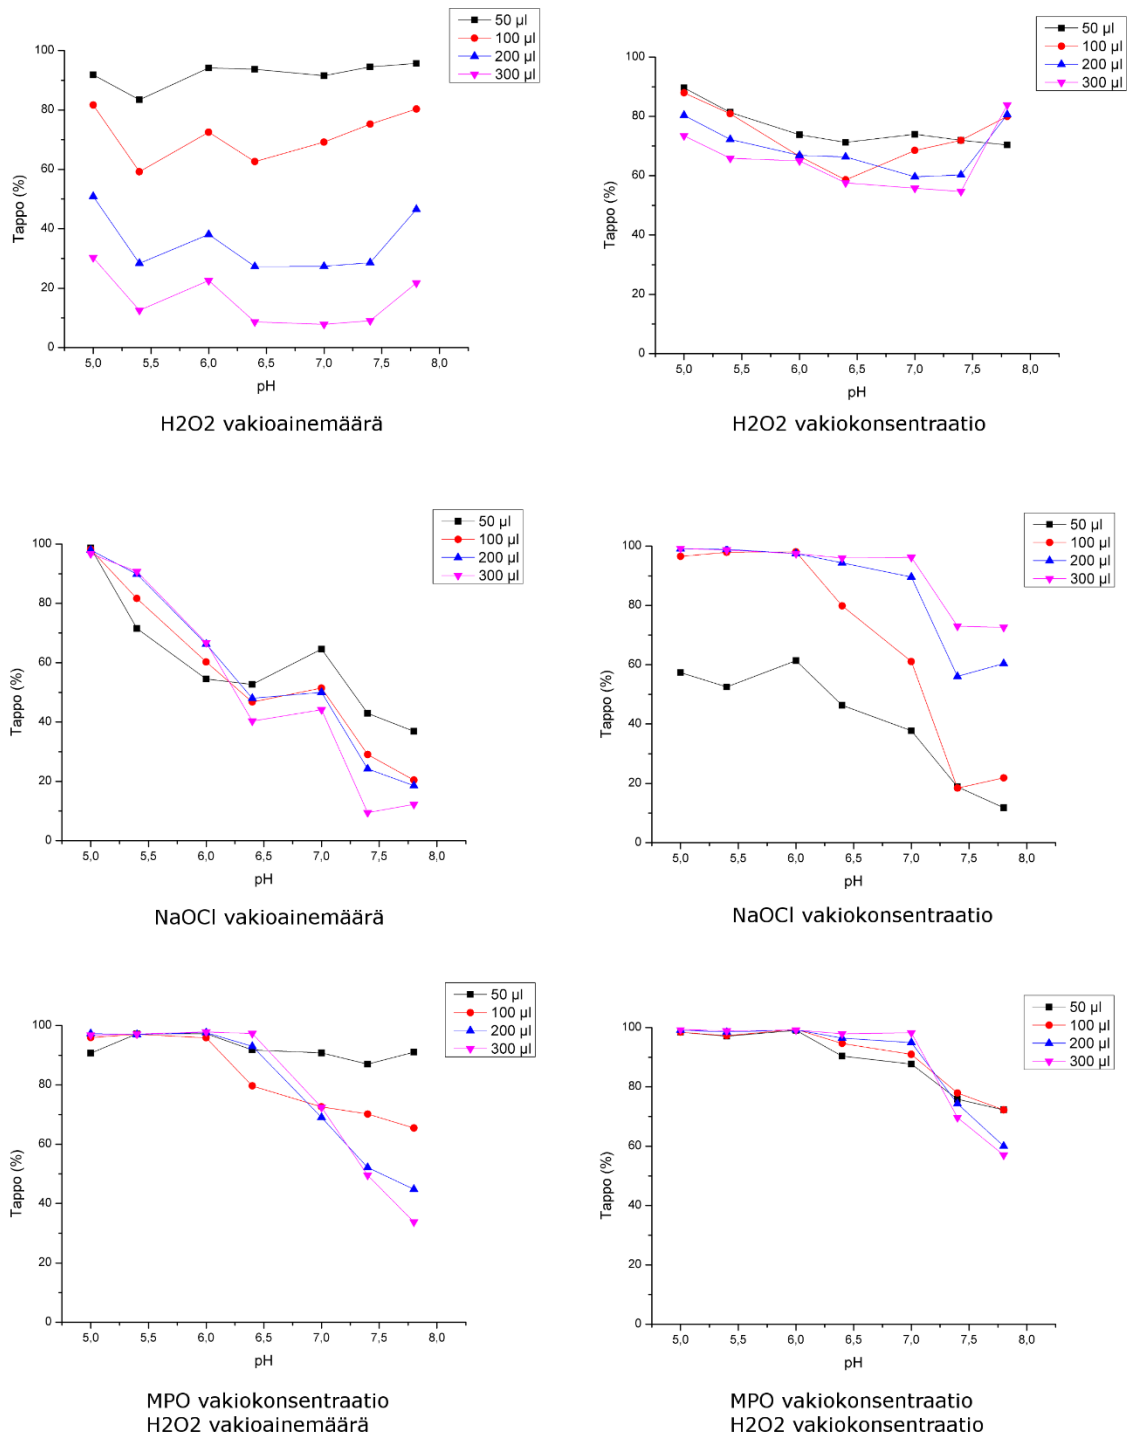 50 µl
100 µl
200 µl
300 µl
100
80
60
40
20
0
Tappo (%)
5,0 5,5 6,0 6,5 7,0 7,5 8,0
pH
H2O2 vakioainemäärä
50 µl
100 µl
200 µl
300 µl
100
80
60
40
20
0
Tappo (%)
5,0 5,5 6,0 6,5 7,0 7,5 8,0
pH
H2O2 vakiokonsentraatio
50 µl
100 µl
200 µl
300 µl
100
80
60
40
20
0
Tappo (%)
5,0 5,5 6,0 6,5 7,0 7,5 8,0
pH
NaOCl vakioainemäärä
50 µl
100 µl
200 µl
300 µl
100
80
60
40
20
0
Tappo (%)
5,0 5,5 6,0 6,5 7,0 7,5 8,0
pH
NaOCl vakiokonsentraatio
50 µl
100 µl
200 µl
300 µl
100
80
60
40
20
0
Tappo (%)
5,0 5,5 6,0 6,5 7,0 7,5 8,0
pH
MPO vakiokonsentraatio
H2O2 vakioainemäärä
50 µl
100 µl
200 µl
300 µl
100
80
60
40
20
0
Tappo (%)
5,0 5,5 6,0 6,5 7,0 7,5 8,0
pH
MPO vakiokonsentraatio
H2O2 vakiokonsentraatio